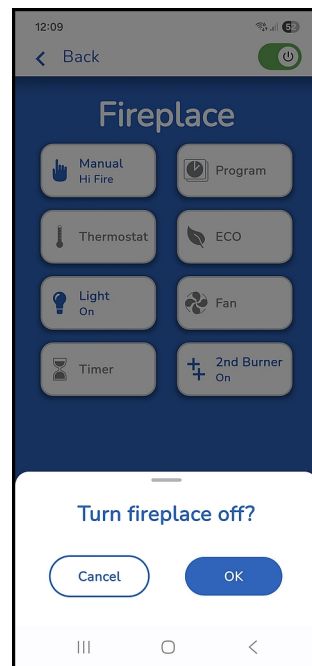 12:09
Back
Fireplace
Manual
Hi Fire
Program
Thermostat
ECO
Light
On
Fan
Timer
2nd Burner
On
Turn fireplace off?
Cancel
OK